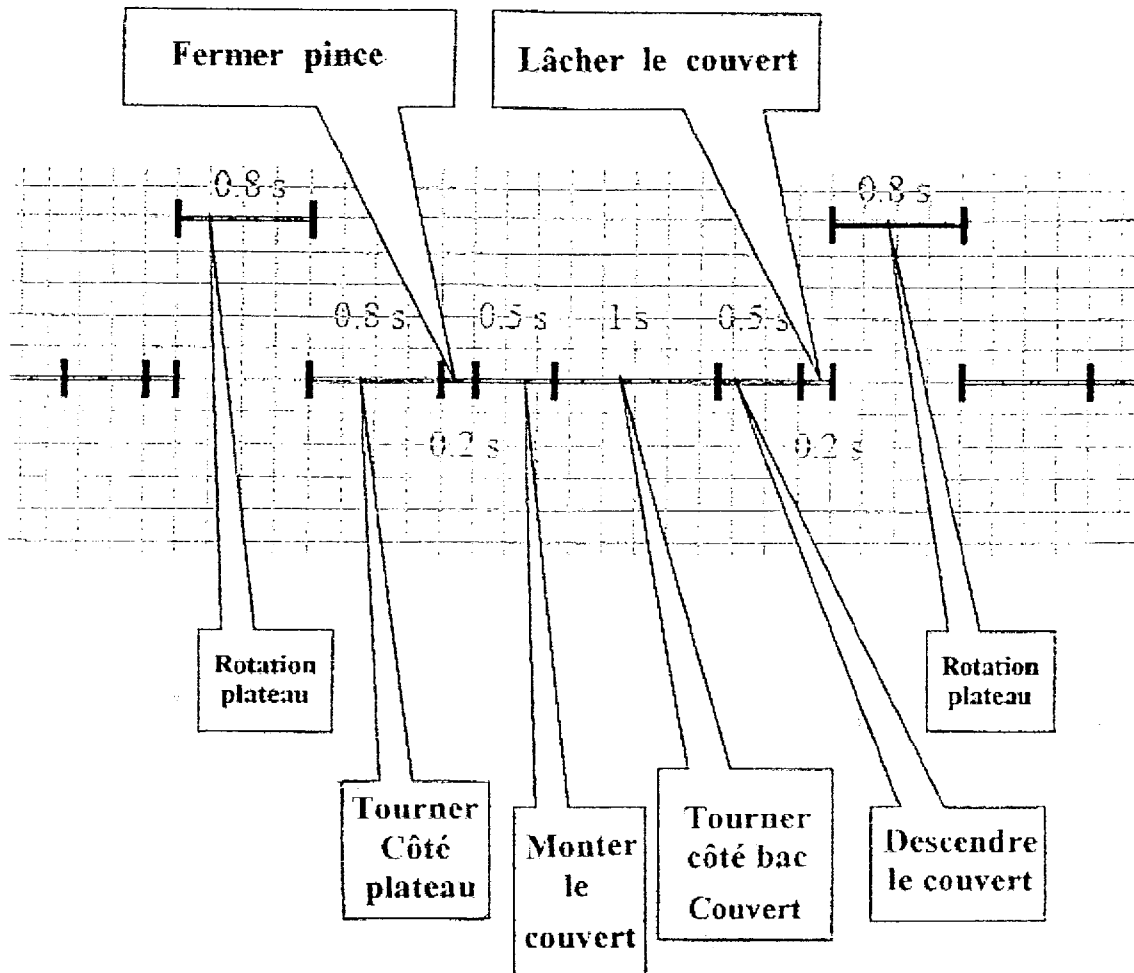 Fermer pince
Lâcher le couvert
0.8 s
0.8 s
0.8 s
0.5 s
1 s
0.5 s
0.2 s
0.2 s
Rotation
plateau
Rotation
plateau
Tourner
Côté
plateau
Monter
le
couvert
Tourner
côté bac
Couvert
Descendre
le couvert